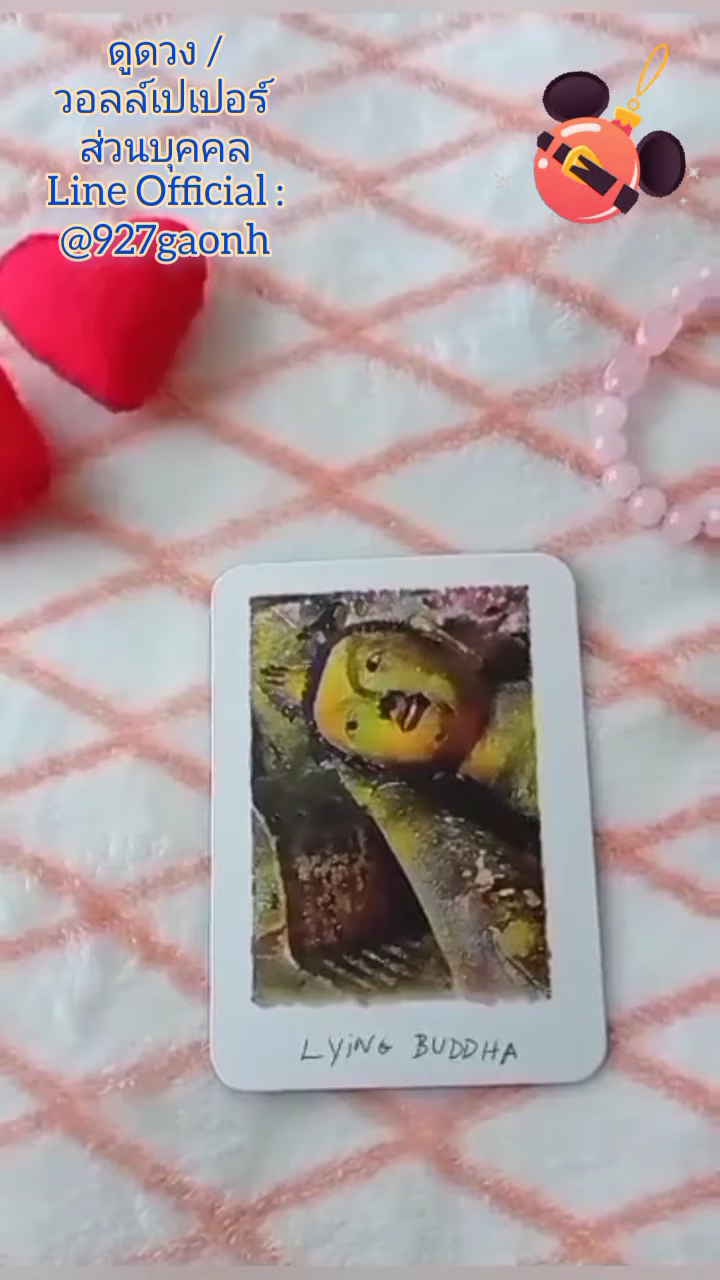 ดูดวง /
วอลล์เปเปอร์
ส่วนบุคคล
Line Official :
@927gaonh
LYING BUDDHA